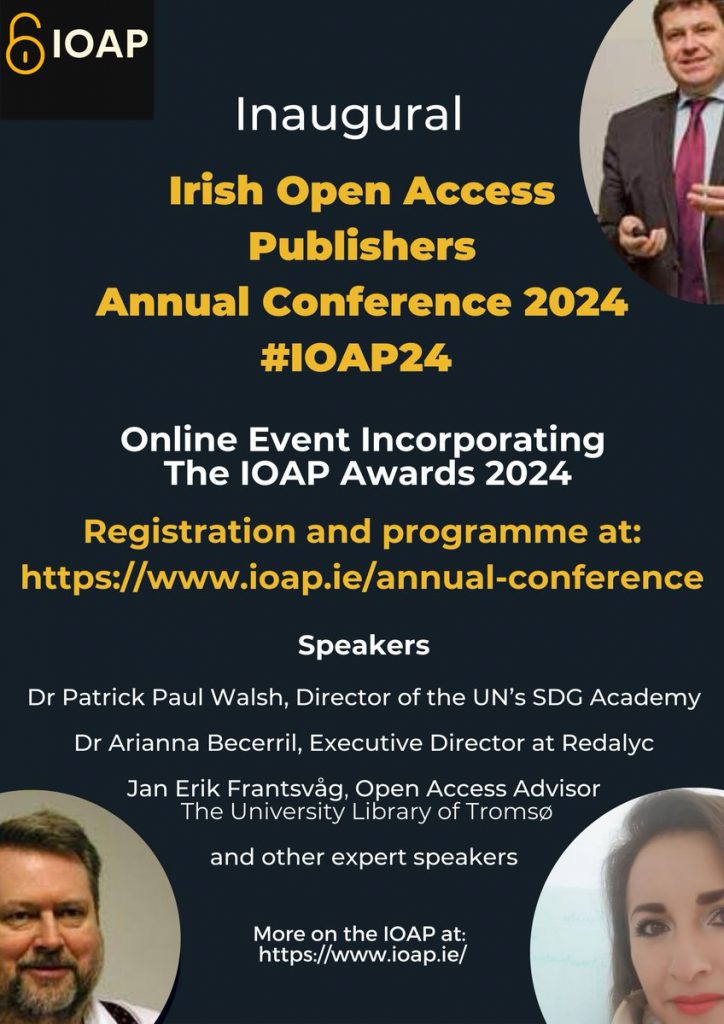 IOAP
Inaugural
Irish Open Access
Publishers
Annual Conference 2024
#IOAP24
Online Event Incorporating
The IOAP Awards 2024
Registration and programme at:
https://www.ioap.ie/annual-conference
Speakers
Dr Patrick Paul Walsh, Director of the UN’s SDG Academy
Dr Arianna Becerril, Executive Director at Redalyc
Jan Erik Frantsvåg, Open Access Advisor
The University Library of Tromsø
and other expert speakers
More on the IOAP at:
https://www.ioap.ie/